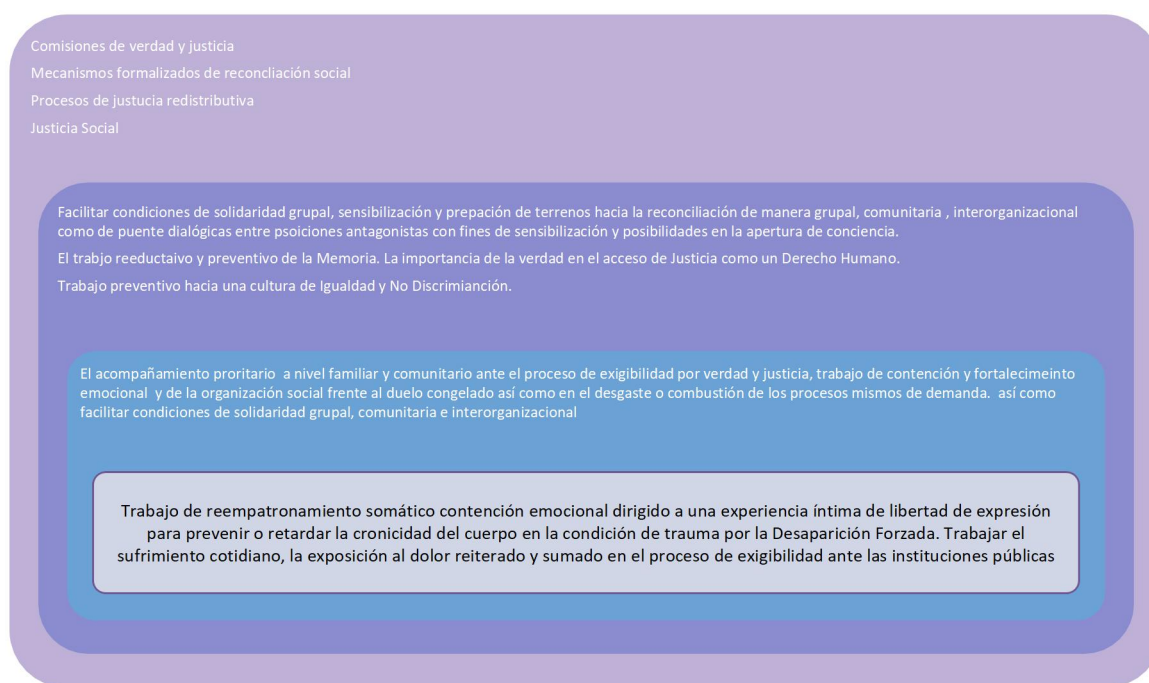 Comisiones de verdad y justicia
Mecanismos formalizados de reconcliación social
Procesos de justucia redistributiva
Justicia Social
Facilitar condiciones de solidaridad grupal, sensibilización y prepación de terrenos hacia la reconciliación de manera grupal, comunitaria , interorganizacional
como de puente dialógicas entre psoiciones antagonistas con fines de sensibilización y posibilidades en la apertura de conciencia.
El trabjo reeductaivo y preventivo de la Memoria. La importancia de la verdad en el acceso de Justicia como un Derecho Humano.
Trabajo preventivo hacia una cultura de Igualdad y No Discrimianción.
El acompañamiento proritario  a nivel familiar y comunitario ante el proceso de exigibilidad por verdad y justicia, trabajo de contención y fortalecimeinto
emocional  y de la organización social frente al duelo congelado así como en el desgaste o combustión de los procesos mismos de demanda.  así como
facilitar condiciones de solidaridad grupal, comunitaria e interorganizacional
Trabajo de reempatronamiento somático contención emocional dirigido a una experiencia íntima de libertad de expresión
para prevenir o retardar la cronicidad del cuerpo en la condición de trauma por la Desaparición Forzada. Trabajar el
sufrimiento cotidiano, la exposición al dolor reiterado y sumado en el proceso de exigibilidad ante las instituciones públicas